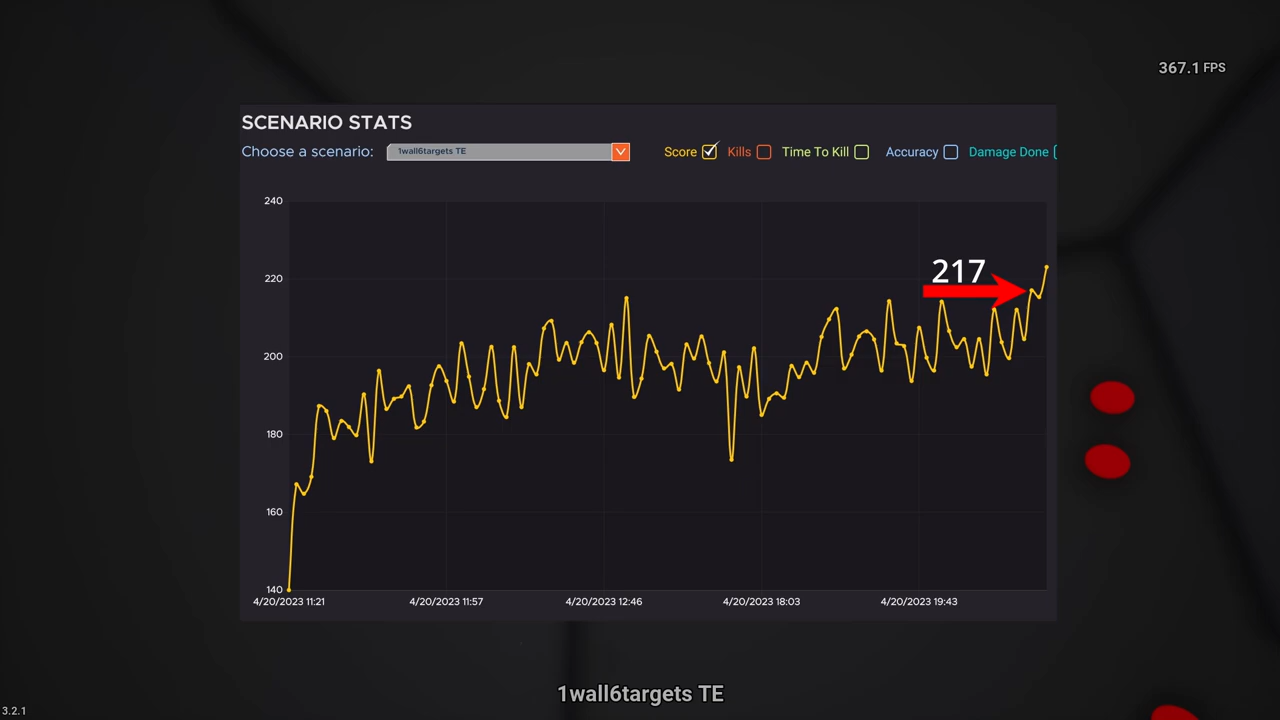 367.1 FPS
SCENARIO STATS
Choose a scenario: 1wall6targets TE Score Kills Time To Kill Accuracy Damage Done
240
220
217
200
180
160
140
4/20/2023 11:21 4/20/2023 11:57 4/20/2023 12:46 4/20/2023 18:03 4/20/2023 19:43
1wall6targets TE
3.2.1